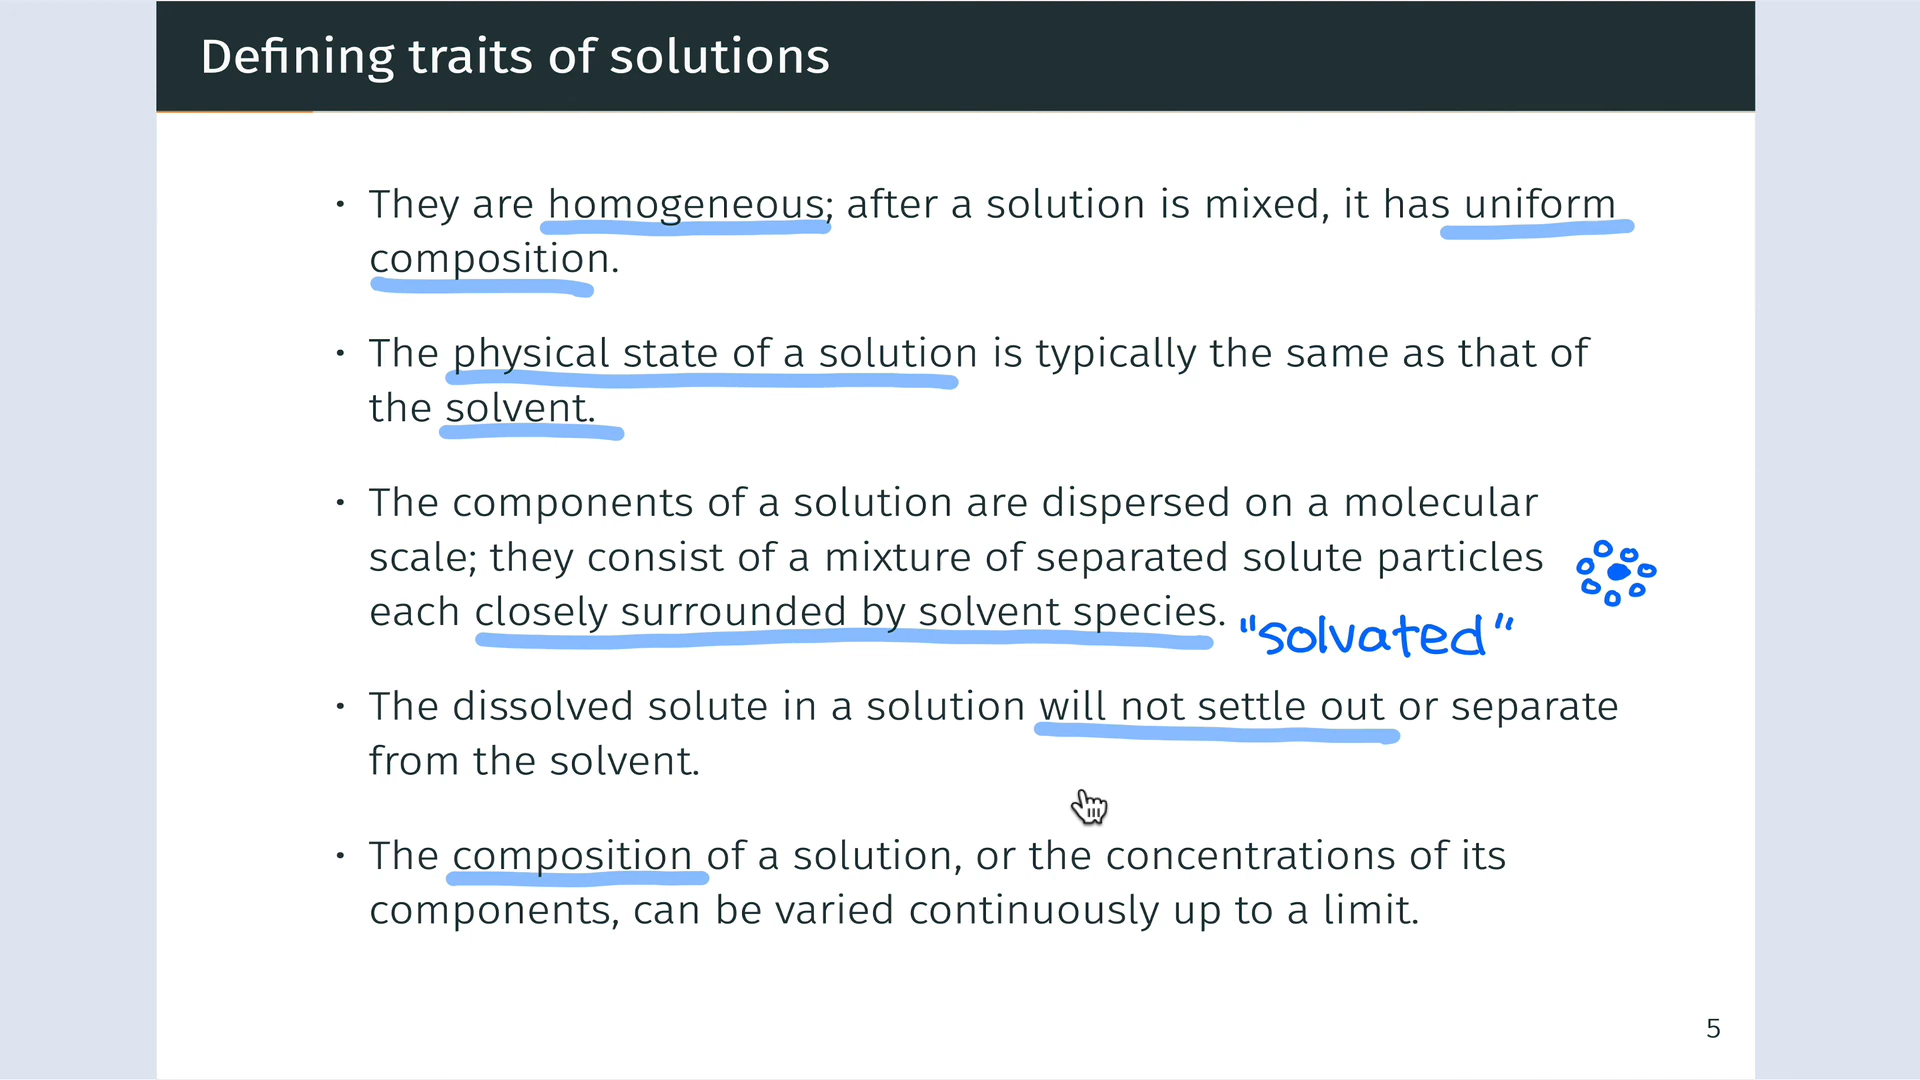 Defining traits of solutions
• They are homogeneous; after a solution is mixed, it has uniform
composition.
• The physical state of a solution is typically the same as that of
the solvent.
• The components of a solution are dispersed on a molecular
scale; they consist of a mixture of separated solute particles
each closely surrounded by solvent species. "solvated"
• The dissolved solute in a solution will not settle out or separate
from the solvent.
• The composition of a solution, or the concentrations of its
components, can be varied continuously up to a limit.
5